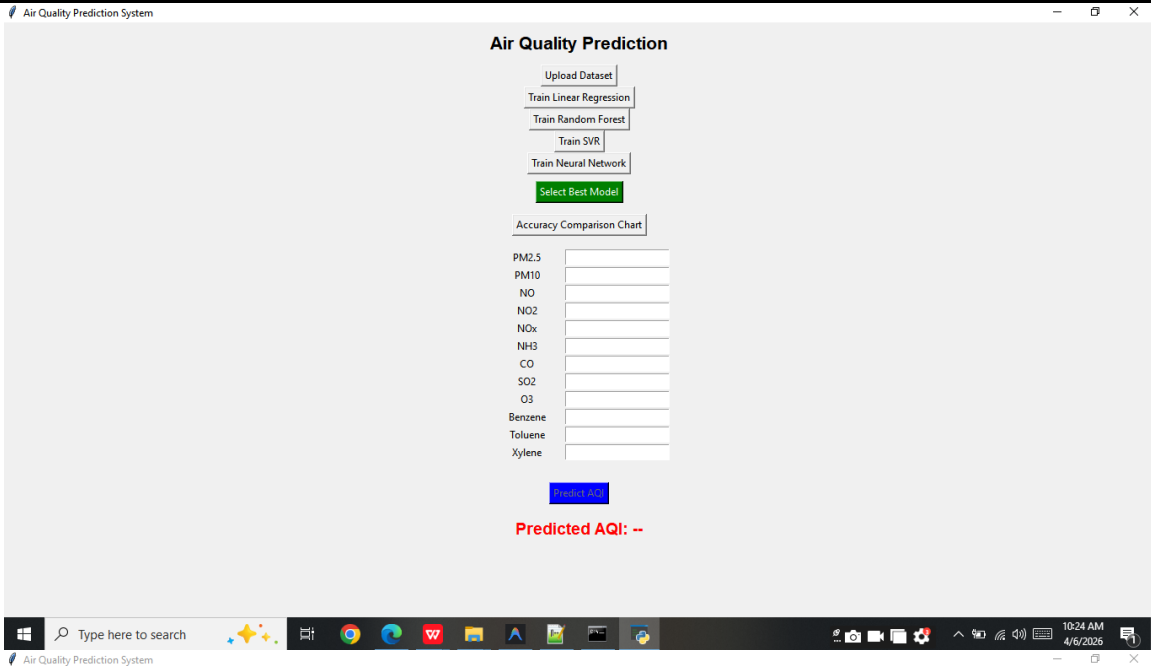 Air Quality Prediction System
Air Quality Prediction
Upload Dataset
Train Linear Regression
Train Random Forest
Train SVR
Train Neural Network
Select Best Model
Accuracy Comparison Chart
PM2.5
PM10
NO
NO2
NOx
NH3
CO
SO2
O3
Benzene
Toluene
Xylene
Predict AQI
Predicted AQI: --
Type here to search
10:24 AM
4/6/2026
Air Quality Prediction System